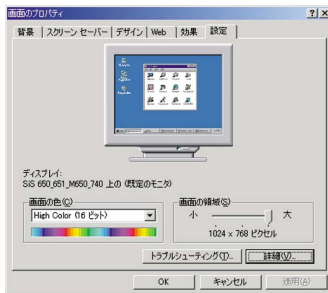 画面のプロパティ
背景 スクリーン セーバー デザイン Web 効果 設定
ディスプレイ:
SiS 650_651_M650_740 上の (既定のモニタ)
画面の色(C)
High Color (16 ビット)
画面の領域(S)
小 大
1024 x 768 ピクセル
トラブルシューティング(T)... 詳細(V)...
OK キャンセル 適用(A)